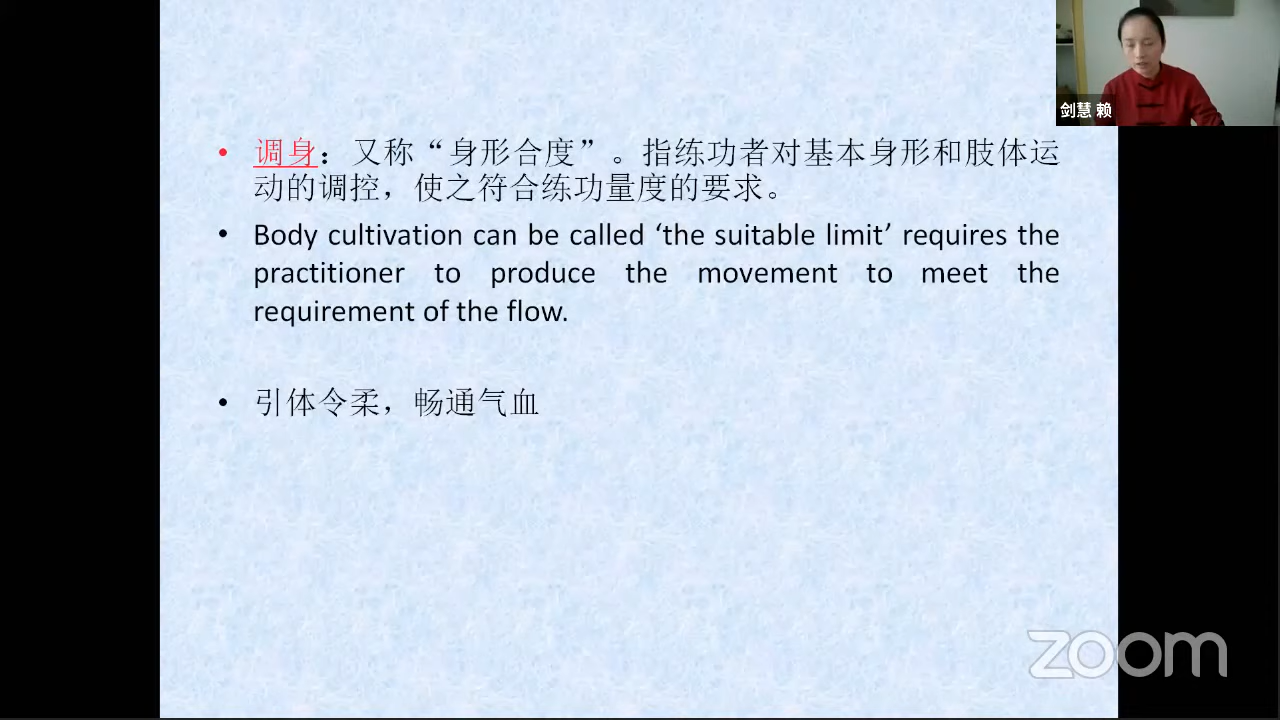 剑慧 赖
• 调身：又称“身形合度”。指练功者对基本身形和肢体运
动的调控，使之符合练功量度的要求。
• Body cultivation can be called ‘the suitable limit’ requires the
practitioner to produce the movement to meet the
requirement of the flow.
• 引体令柔，畅通气血
zoom